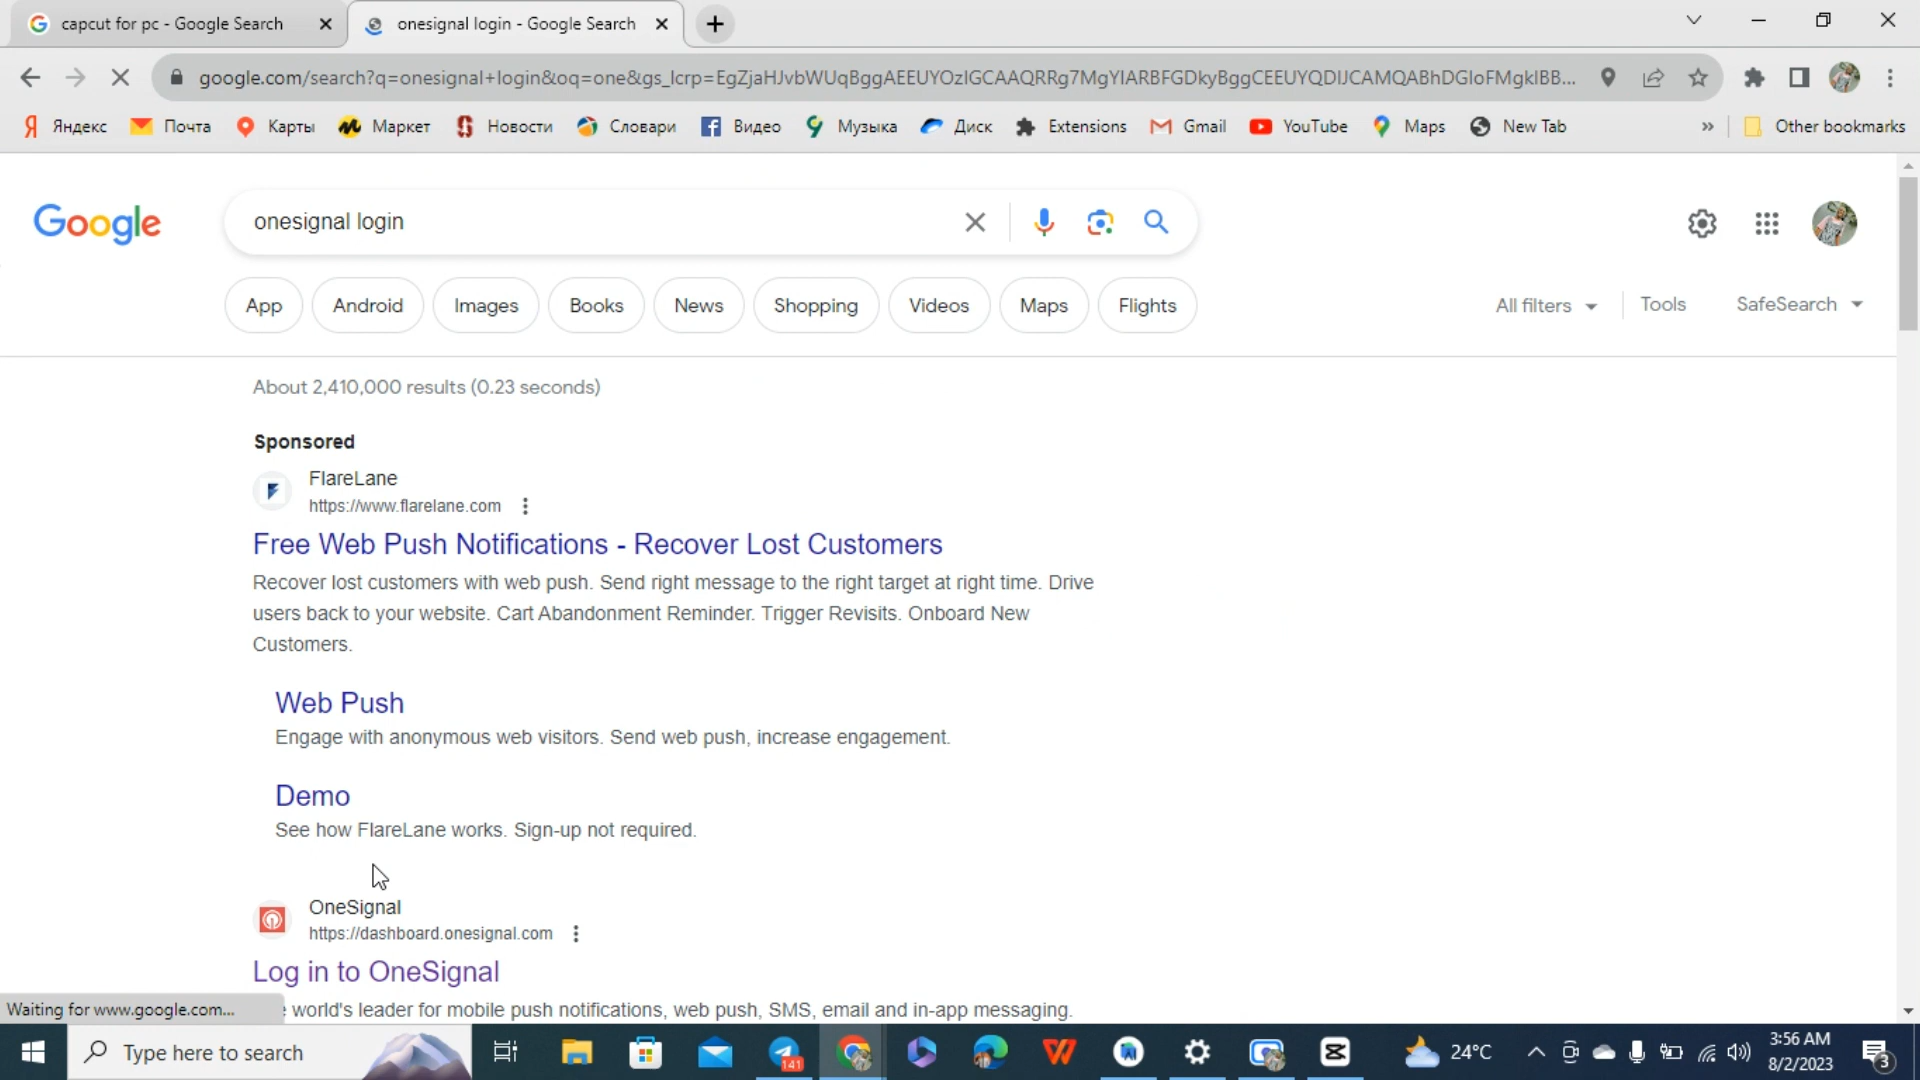 capcut for pc - Google Search
onesignal login - Google Search
google.com/search?q=onesignal+login&oq=one&gs_lcrp=EgZjaHJvbWUqBggAEEUYOzIGCAAQRRg7MgYIARBFGDkyBggCEEUYQDIJCAMQABhDGIoFMgkIBB...
Яндекс
Почта
Карты
Маркет
Новости
Словари
Видео
Музыка
Диск
Extensions
Gmail
YouTube
Maps
New Tab
»
Other bookmarks
Google
onesignal login
App
Android
Images
Books
News
Shopping
Videos
Maps
Flights
All filters
Tools
SafeSearch
About 2,410,000 results (0.23 seconds)
Sponsored
FlareLane
https://www.flarelane.com
Free Web Push Notifications - Recover Lost Customers
Recover lost customers with web push. Send right message to the right target at right time. Drive
users back to your website. Cart Abandonment Reminder. Trigger Revisits. Onboard New
Customers.
Web Push
Engage with anonymous web visitors. Send web push, increase engagement.
Demo
See how FlareLane works. Sign-up not required.
OneSignal
https://dashboard.onesignal.com
Log in to OneSignal
world's leader for mobile push notifications, web push, SMS, email and in-app messaging.
Waiting for www.google.com...
Type here to search
141
24°C
3:56 AM
8/2/2023
3